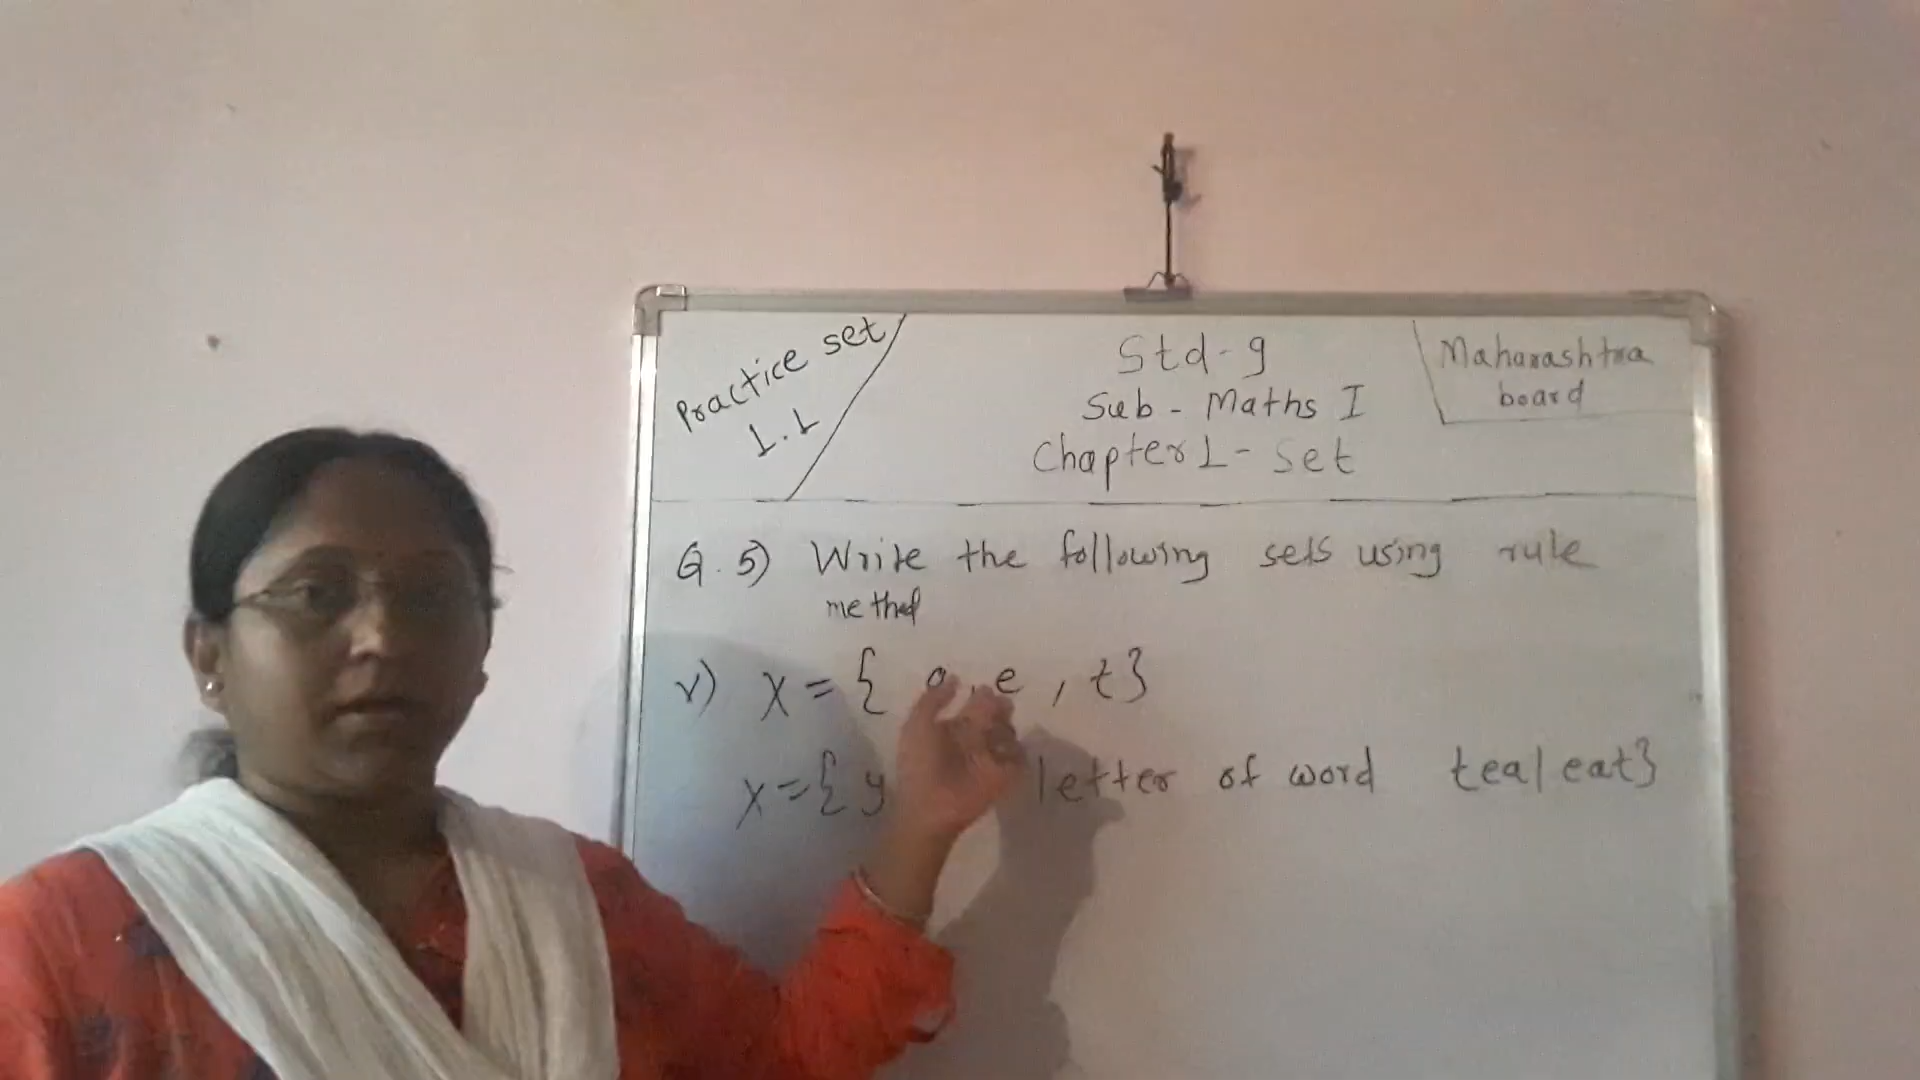 Practice set
1.1
Std-9
Sub - Maths I
Chapter 1 - Set
Maharashtra
board
Q.5) Write the following sets using rule
method
v) X = { a, e, t}
X = { y letter of word tea/eat}